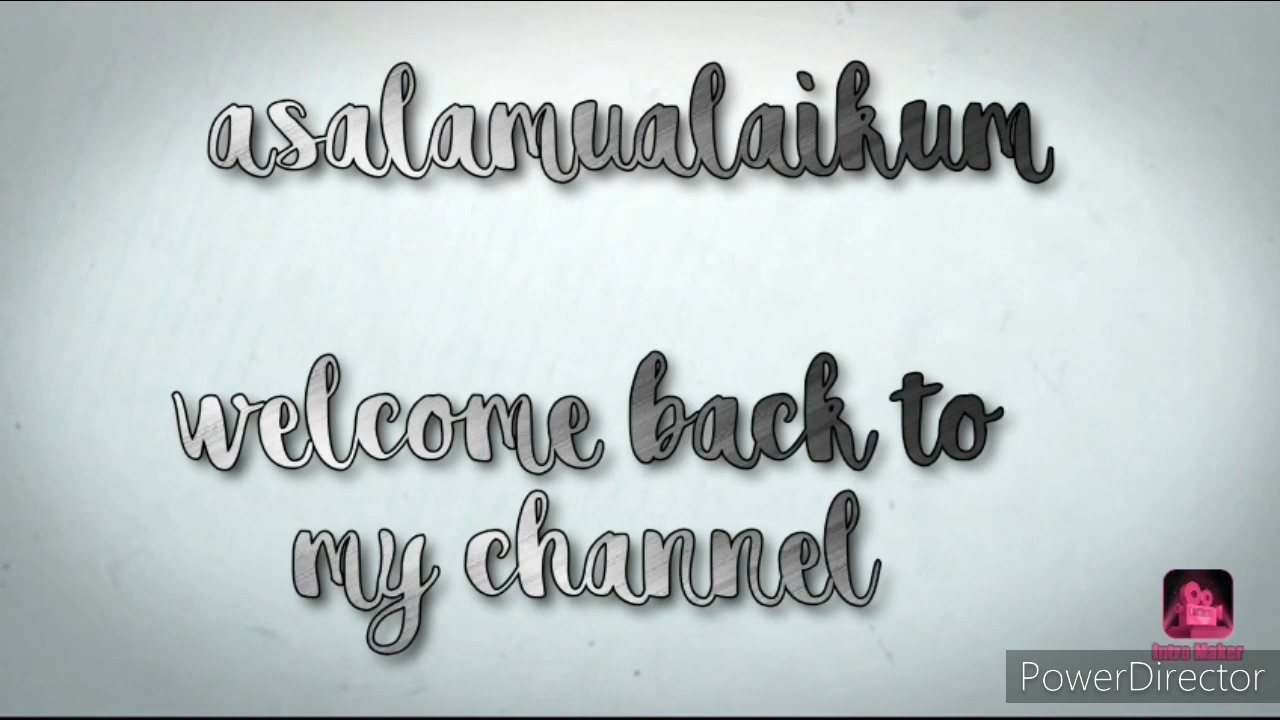 asalamualaikum
welcome back to
my channel
Intro Maker
PowerDirector